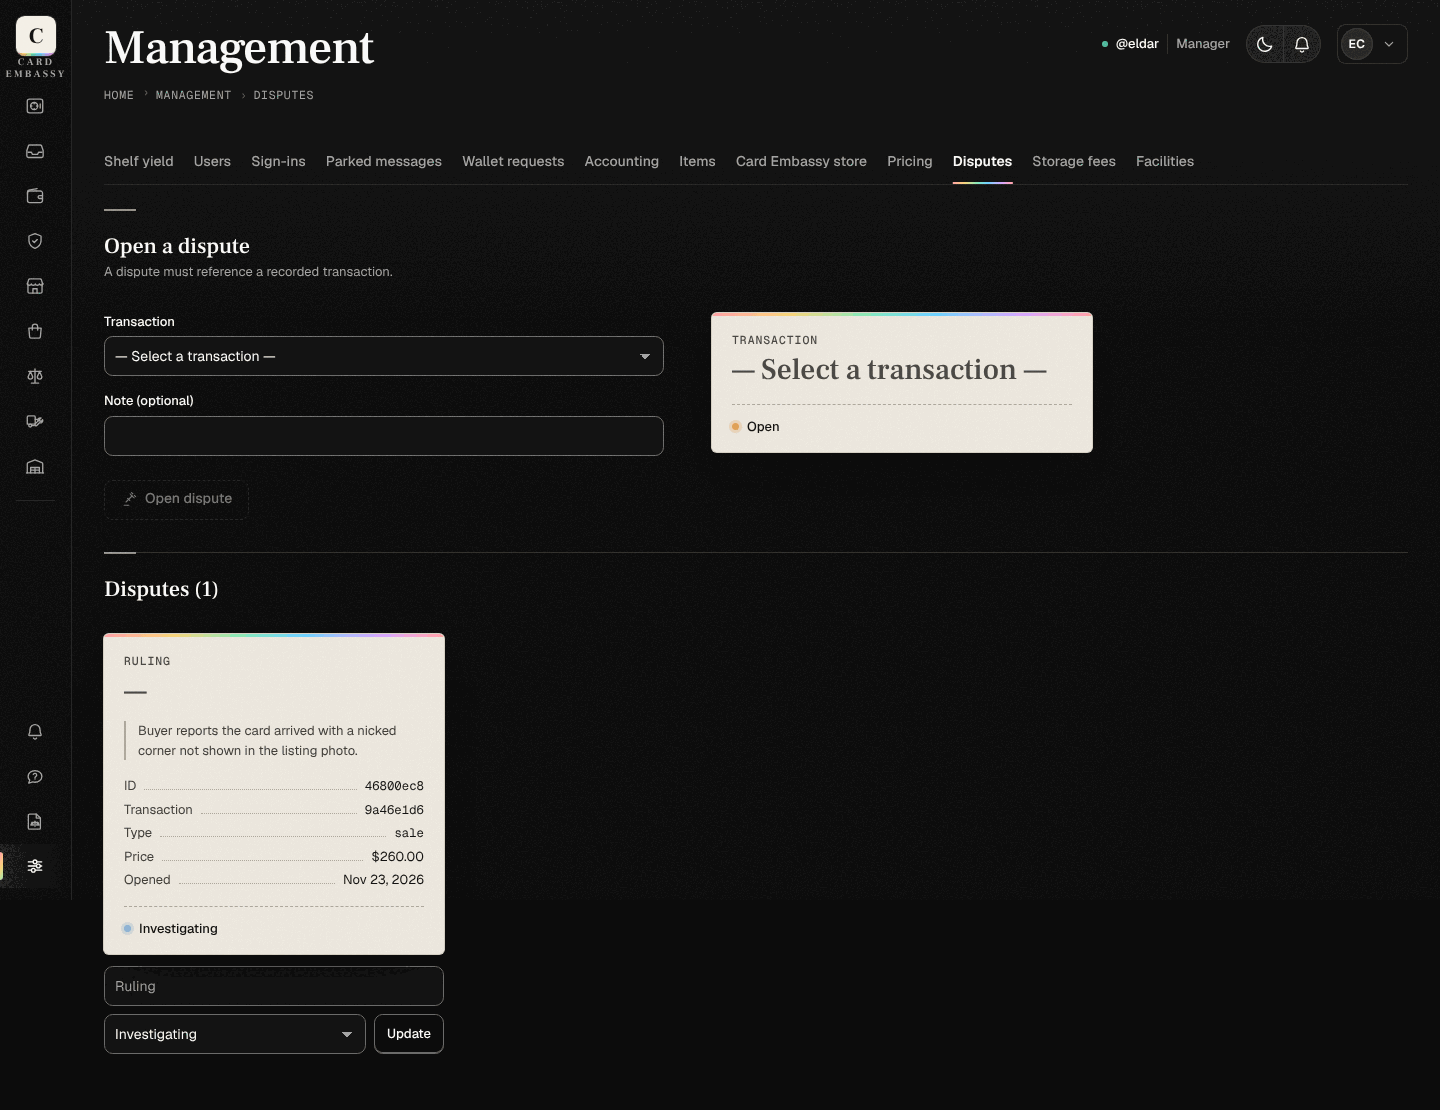 C
CARD
EMBASSY
Management
@eldar
Manager
EC
HOME › MANAGEMENT › DISPUTES
Shelf yield
Users
Sign-ins
Parked messages
Wallet requests
Accounting
Items
Card Embassy store
Pricing
Disputes
Storage fees
Facilities
Open a dispute
A dispute must reference a recorded transaction.
Transaction
— Select a transaction —
Note (optional)
Open dispute
TRANSACTION
— Select a transaction —
Open
Disputes (1)
RULING
—
Buyer reports the card arrived with a nicked
corner not shown in the listing photo.
ID 46800ec8
Transaction 9a46e1d6
Type sale
Price $260.00
Opened Nov 23, 2026
Investigating
Ruling
Investigating
Update